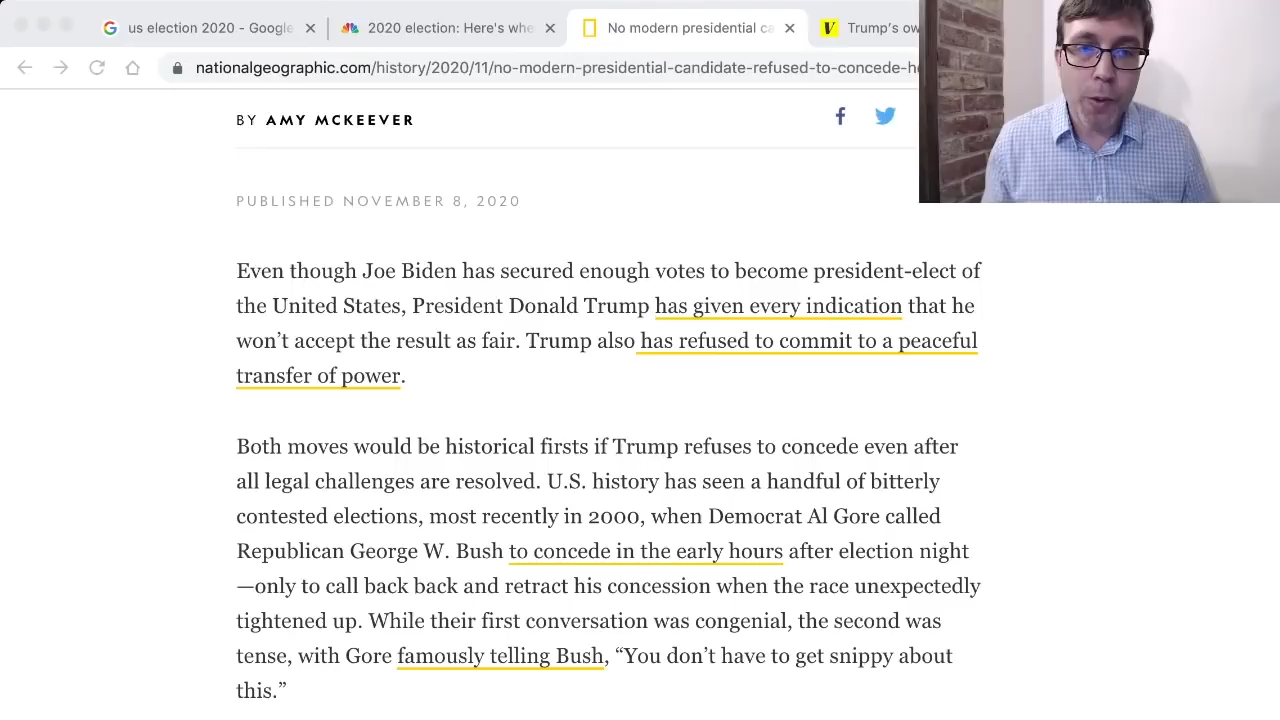 us election 2020 - Google
2020 election: Here's whe
No modern presidential ca
Trump's ow
nationalgeographic.com/history/2020/11/no-modern-presidential-candidate-refused-to-concede-he
BY AMY MCKEEVER
PUBLISHED NOVEMBER 8, 2020
Even though Joe Biden has secured enough votes to become president-elect of
the United States, President Donald Trump has given every indication that he
won’t accept the result as fair. Trump also has refused to commit to a peaceful
transfer of power.
Both moves would be historical firsts if Trump refuses to concede even after
all legal challenges are resolved. U.S. history has seen a handful of bitterly
contested elections, most recently in 2000, when Democrat Al Gore called
Republican George W. Bush to concede in the early hours after election night
—only to call back back and retract his concession when the race unexpectedly
tightened up. While their first conversation was congenial, the second was
tense, with Gore famously telling Bush, “You don’t have to get snippy about
this.”